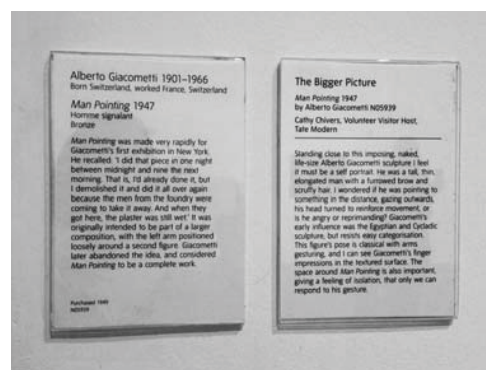 Alberto Giacometti 1901–1966
Born Switzerland, worked France, Switzerland
Man Pointing 1947
Homme signalant
Bronze
Man Pointing was made very rapidly for
Giacometti's first exhibition in New York.
He recalled: 'I did that piece in one night
between midnight and nine the next
morning. That is, I'd already done it, but
I demolished it and did it all over again
because the men from the foundry were
coming to take it away. And when they
got here, the plaster was still wet.' It was
originally intended to be part of a larger
composition, with the left arm positioned
loosely around a second figure. Giacometti
later abandoned the idea, and considered
Man Pointing to be a complete work.
Purchased 1949
N05939
The Bigger Picture
Man Pointing 1947
by Alberto Giacometti N05939
Cathy Chivers, Volunteer Visitor Host,
Tate Modern
Standing close to this imposing, naked,
life-size Alberto Giacometti sculpture I feel
it must be a self portrait. He was a tall, thin,
elongated man with a furrowed brow and
scruffy hair. I wondered if he was pointing to
something in the distance, gazing outwards,
his head turned to reinforce movement, or
is he angry or reprimanding? Giacometti's
early influence was the Egyptian and Cycladic
sculpture, but resists easy categorisation.
This figure's pose is classical with arms
gesturing, and I can see Giacometti's finger
impressions in the textured surface. The
space around Man Pointing is also important,
giving a feeling of isolation, that only we can
respond to his gesture.